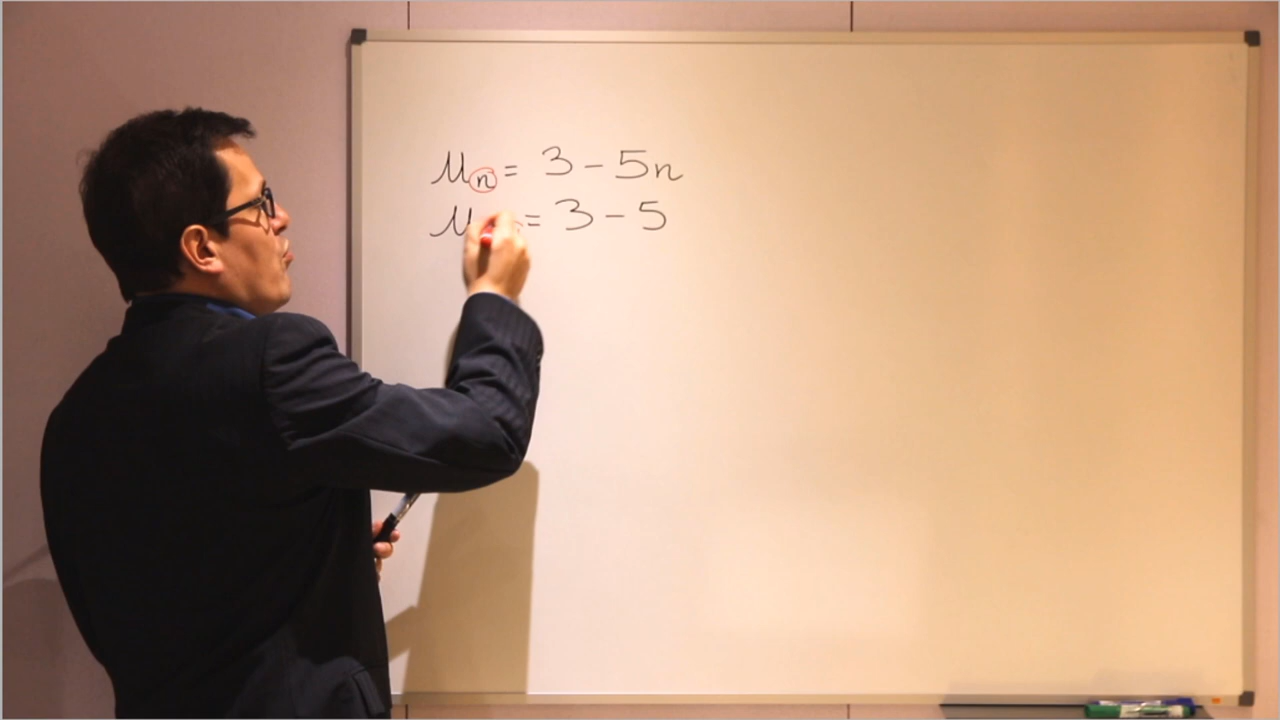 un = 3 - 5n
u = 3 - 5